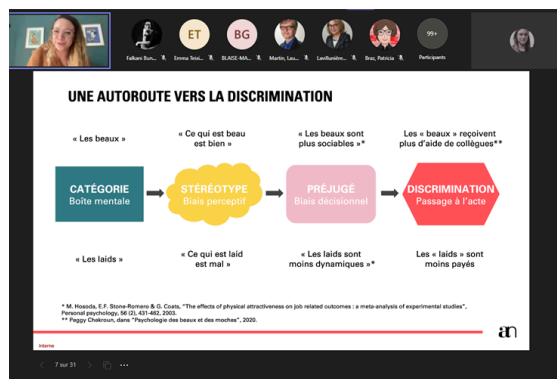 ET
BG
99+
Falkani Bun...
Emma Teisi...
BLAISE-MA...
Martin, Lau...
Lavillunière...
Braz, Patricia
Participants
UNE AUTOROUTE VERS LA DISCRIMINATION
« Les beaux »
« Ce qui est beau
est bien »
« Les beaux sont
plus sociables »*
Les « beaux » reçoivent
plus d'aide de collègues**
CATÉGORIE
Boîte mentale
STÉRÉOTYPE
Biais perceptif
PRÉJUGÉ
Biais décisionnel
DISCRIMINATION
Passage à l'acte
« Les laids »
« Ce qui est laid
est mal »
« Les laids sont
moins dynamiques »*
Les « laids » sont
moins payés
* M. Hosoda, E.F. Stone-Romero & G. Coats, "The effects of physical attractiveness on job related outcomes : a meta-analysis of experimental studies",
Personal psychology, 56 (2), 431-462, 2003.
** Peggy Chekroun, dans "Psychologie des beaux et des moches", 2020.
an
Interne
7 sur 31